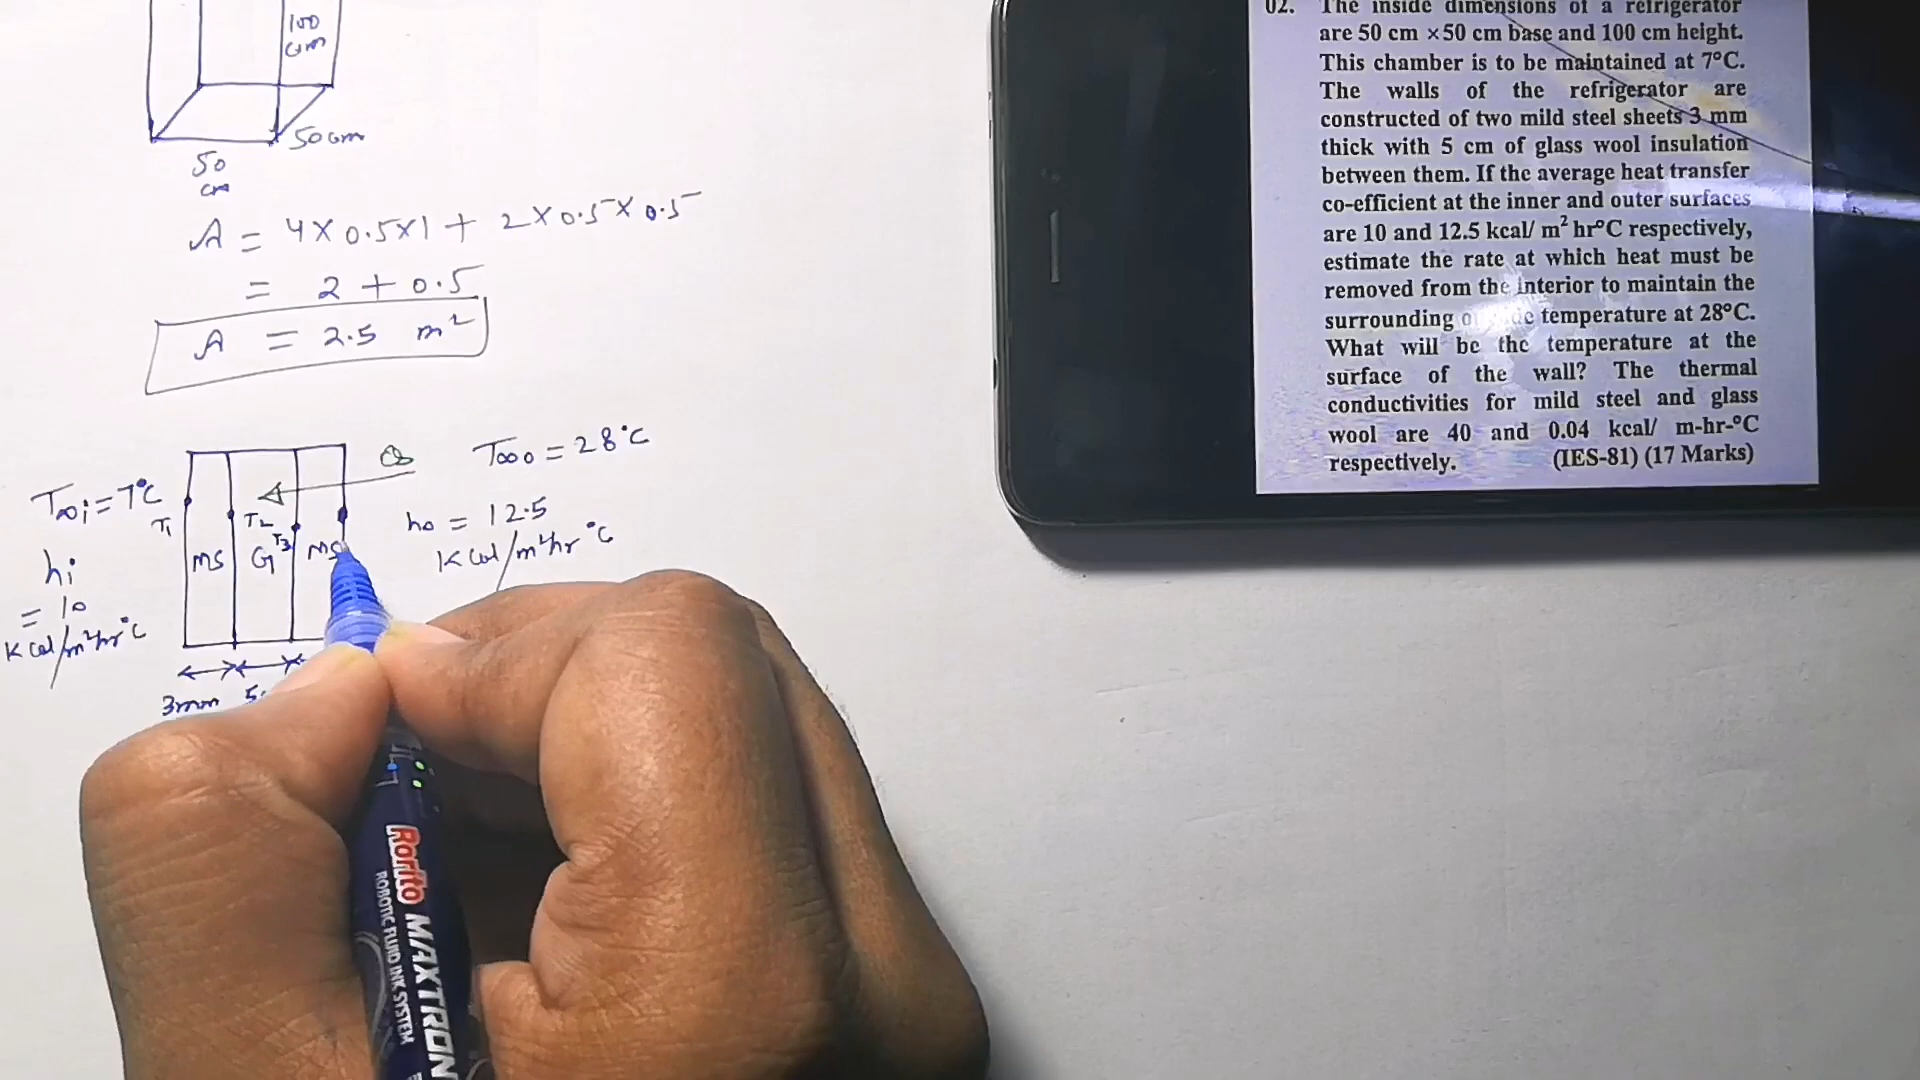 100
cm
50 cm
50
cm
A = 4 × 0.5 × 1 + 2 × 0.5 × 0.5
= 2 + 0.5
A = 2.5 m²
T∞i = 7°C
hi
= 10
Kcal/m²hr°C
T1
T2
T3
MS
G
MS
Q
T∞o = 28°C
ho = 12.5
Kcal/m²hr°C
3mm
5
Rorito MAXTRON
ROBOTIC FLUID INK SYSTEM
02. The inside dimensions of a refrigerator
are 50 cm ×50 cm base and 100 cm height.
This chamber is to be maintained at 7°C.
The walls of the refrigerator are
constructed of two mild steel sheets 3 mm
thick with 5 cm of glass wool insulation
between them. If the average heat transfer
co-efficient at the inner and outer surfaces
are 10 and 12.5 kcal/ m² hr°C respectively,
estimate the rate at which heat must be
removed from the interior to maintain the
surrounding temperature at 28°C.
What will be the temperature at the
surface of the wall? The thermal
conductivities for mild steel and glass
wool are 40 and 0.04 kcal/ m-hr-°C
respectively. (IES-81) (17 Marks)